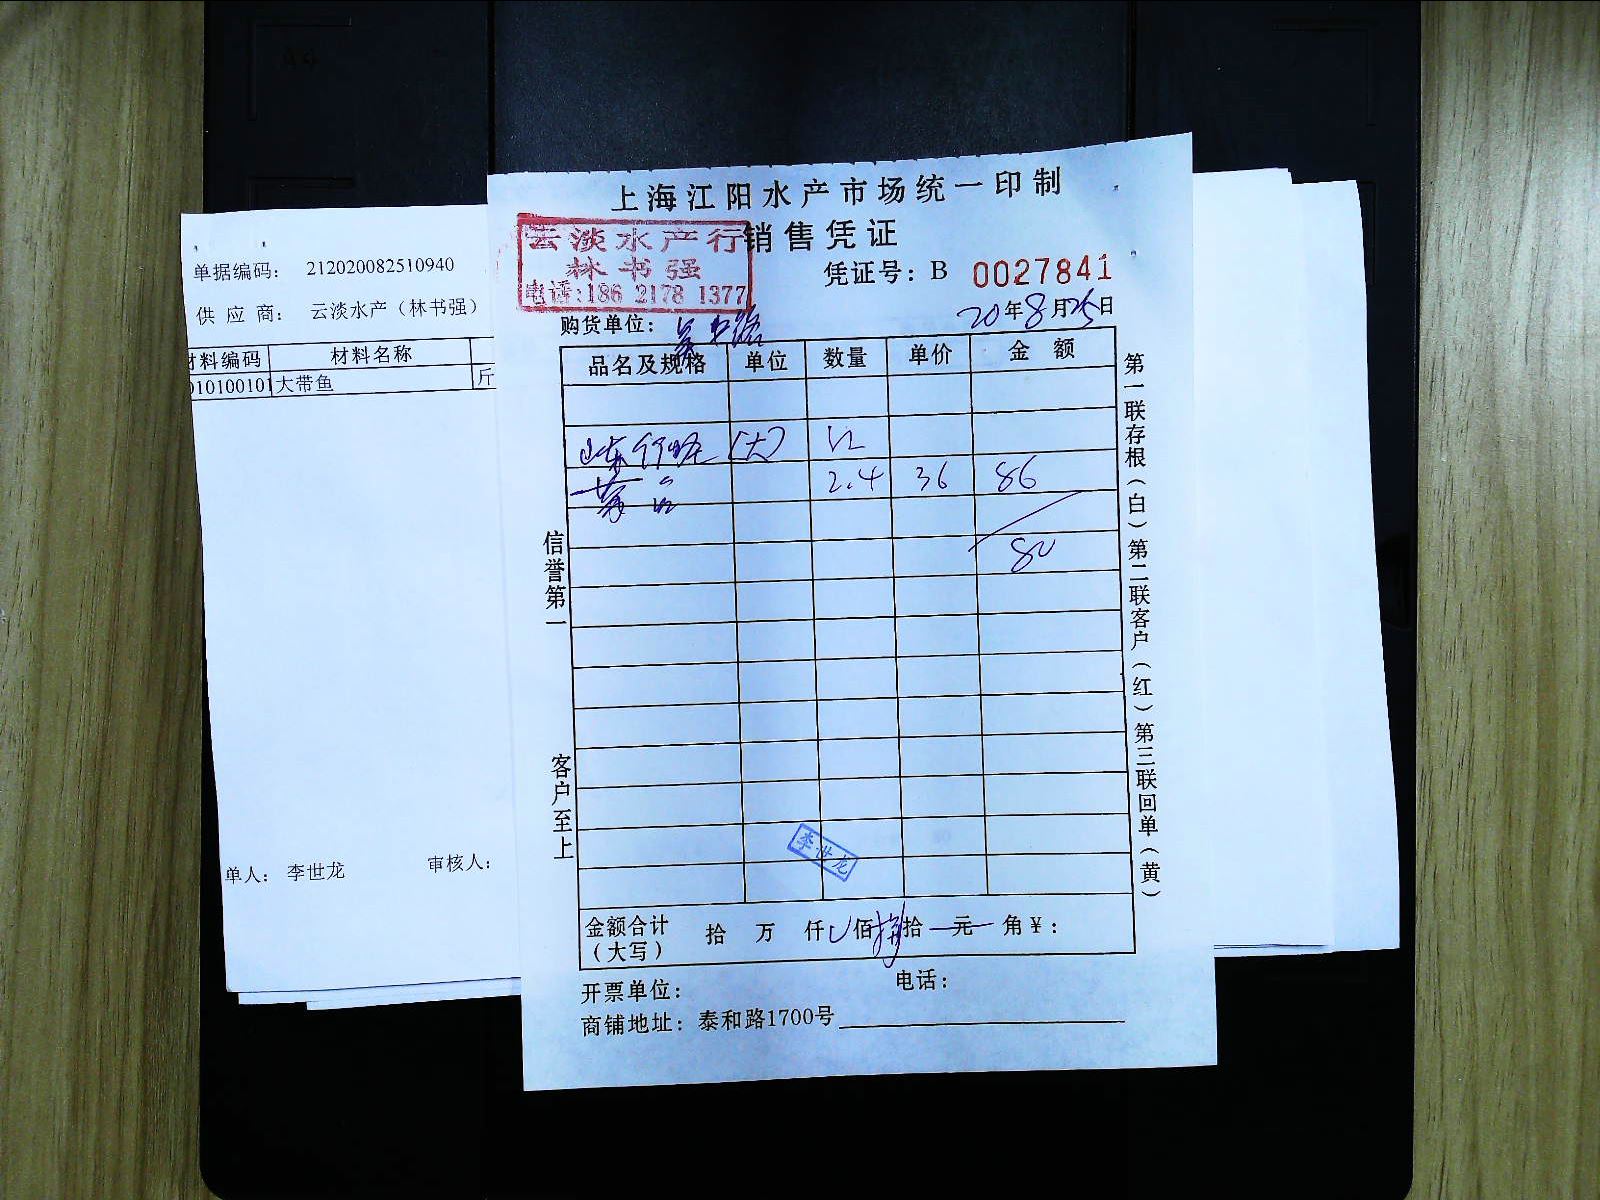 上海江阳水产市场统一印制
销售凭证
云淡水产行
林书强
电话:186 2178 1377
凭证号: B 0027841
购货单位:
20年8月25日
品名及规格 单位 数量 单价 金额
山东 (大)
2.4 36 86
80
信誉第一
客户至上
第一联存根(白)第二联客户(红)第三联回单(黄)
李世龙
金额合计(大写) 拾 万 仟 佰捌拾 元 角 ¥:
开票单位: 电话:
商铺地址: 泰和路1700号
单据编码: 212020082510940
供 应 商: 云淡水产(林书强)
材料编码 材料名称
010100101 大带鱼 斤
单人: 李世龙 审核人: